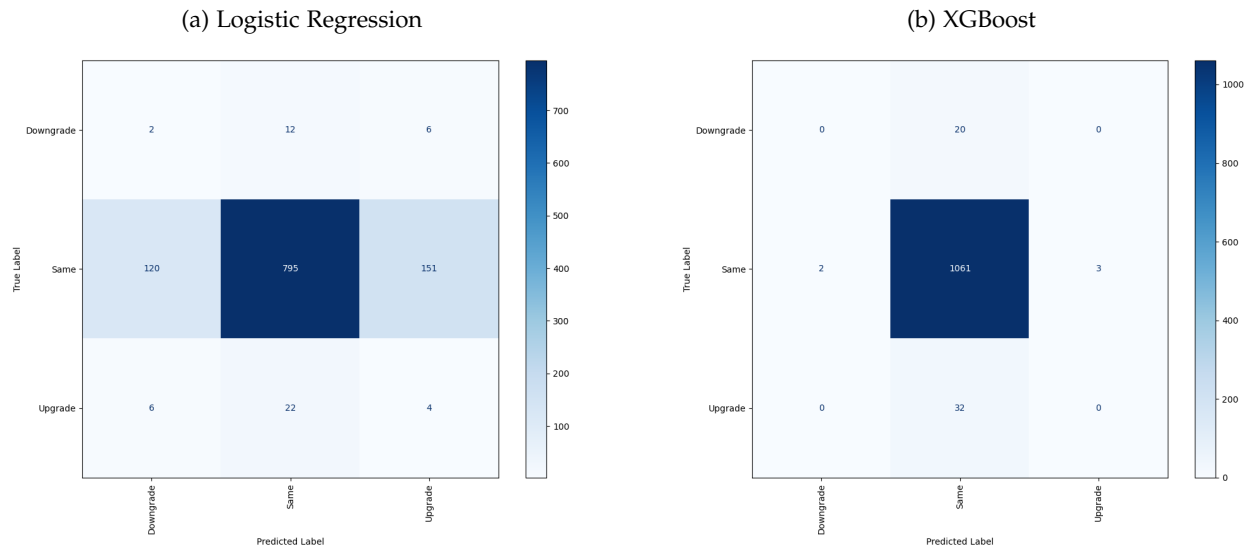 (a) Logistic Regression
True Label
Downgrade
2 12 6
Same
120 795 151
Upgrade
6 22 4
Downgrade
Same
Upgrade
Predicted Label
700
600
500
400
300
200
100
(b) XGBoost
True Label
Downgrade
0 20 0
Same
2 1061 3
Upgrade
0 32 0
Downgrade
Same
Upgrade
Predicted Label
1000
800
600
400
200
0